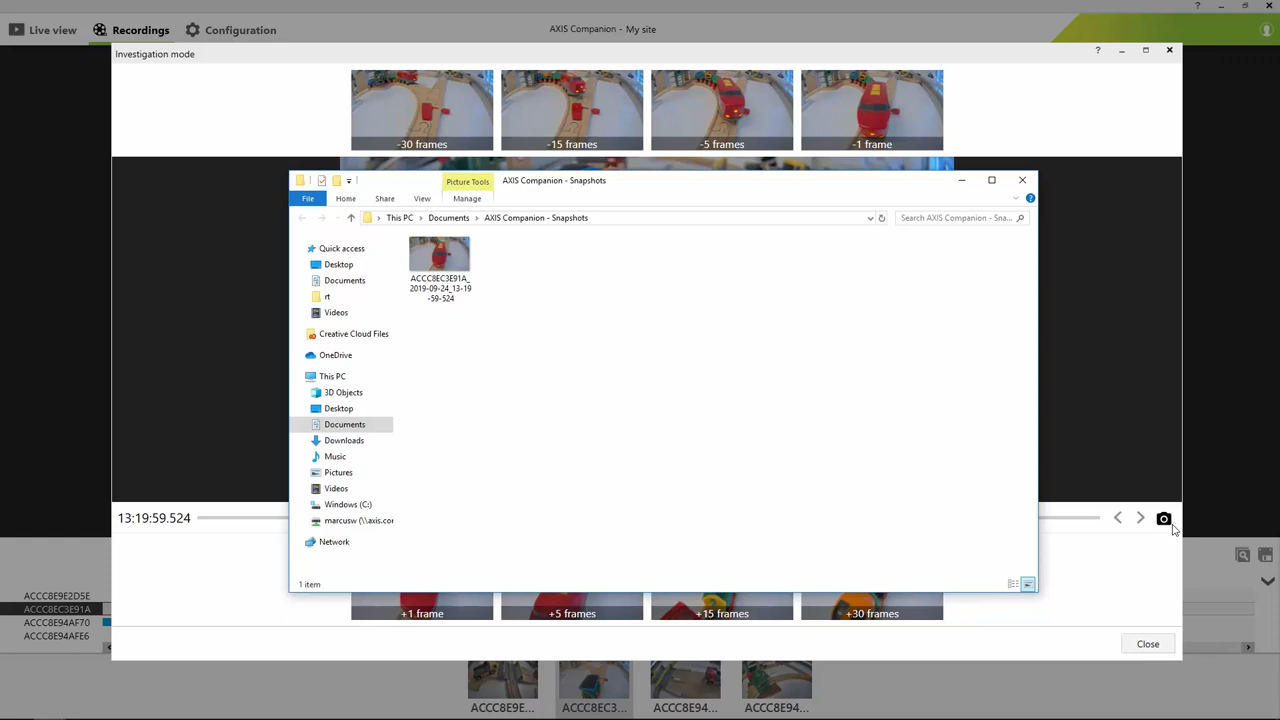 Live view
Recordings
Configuration
AXIS Companion - My site
?
Investigation mode
?
-30 frames
-15 frames
-5 frames
-1 frame
Picture Tools
AXIS Companion - Snapshots
File
Home
Share
View
Manage
?
This PC
Documents
AXIS Companion - Snapshots
Search AXIS Companion - Sna...
Quick access
Desktop
Documents
rt
Videos
Creative Cloud Files
OneDrive
This PC
3D Objects
Desktop
Documents
Downloads
Music
Pictures
Videos
Windows (C:)
marcusw (\\axis.cor
Network
ACCC8EC3E91A_
2019-09-24_13-19
-59-524
1 item
13:19:59.524
+1 frame
+5 frames
+15 frames
+30 frames
Close
ACCC8E9E2D5E
ACCC8EC3E91A
ACCC8E94AF70
ACCC8E94AFE6
ACCC8E9E...
ACCC8EC3...
ACCC8E94...
ACCC8E94...